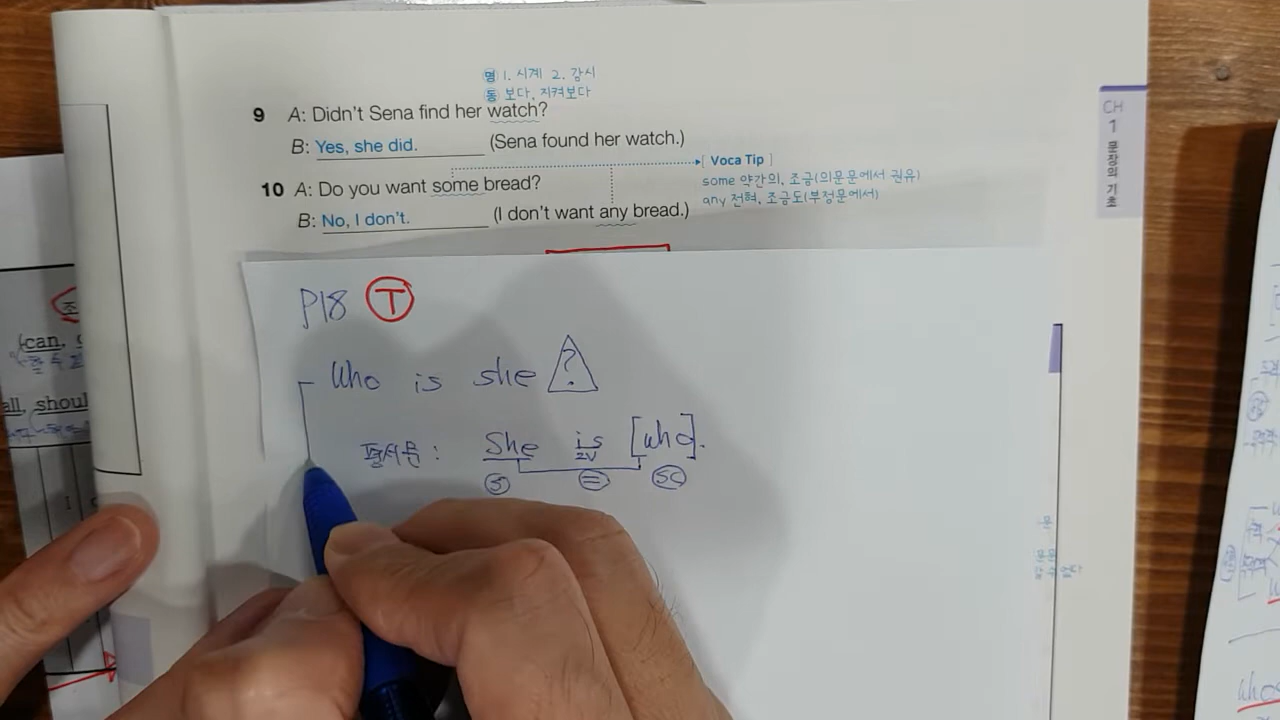 명 1. 시계 2. 감시
동 보다, 지켜보다
9 A: Didn't Sena find her watch?
B: Yes, she did. (Sena found her watch.)
[ Voca Tip ]
some 약간의, 조금(의문문에서 권유)
any 전혀, 조금도(부정문에서)
10 A: Do you want some bread?
B: No, I don't. (I don't want any bread.)
CH
1
문장의 기초
P18 T
Who is she ?
평서문 : She is [who].
2V
S = SC
can,
all, shoul